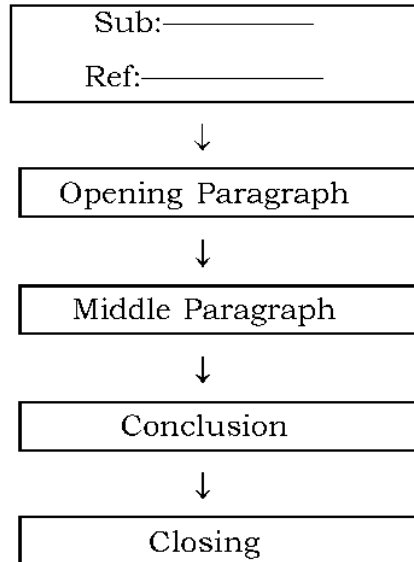 Sub:
Ref:
↓
Opening Paragraph
↓
Middle Paragraph
↓
Conclusion
↓
Closing